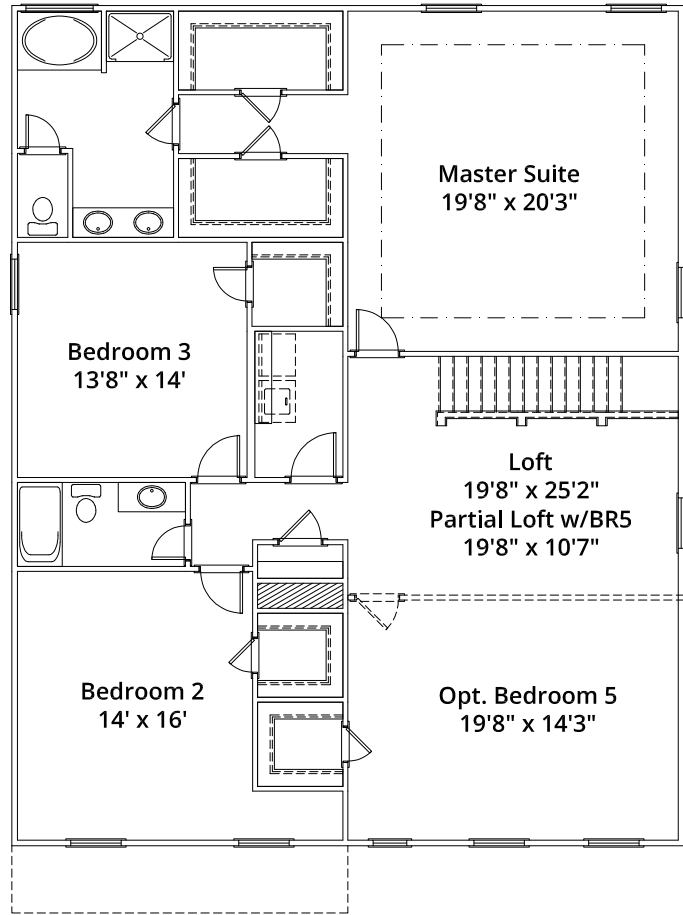 Master Suite
19'8" x 20'3"
Bedroom 3
13'8" x 14'
Loft
19'8" x 25'2"
Partial Loft w/BR5
19'8" x 10'7"
Bedroom 2
14' x 16'
Opt. Bedroom 5
19'8" x 14'3"